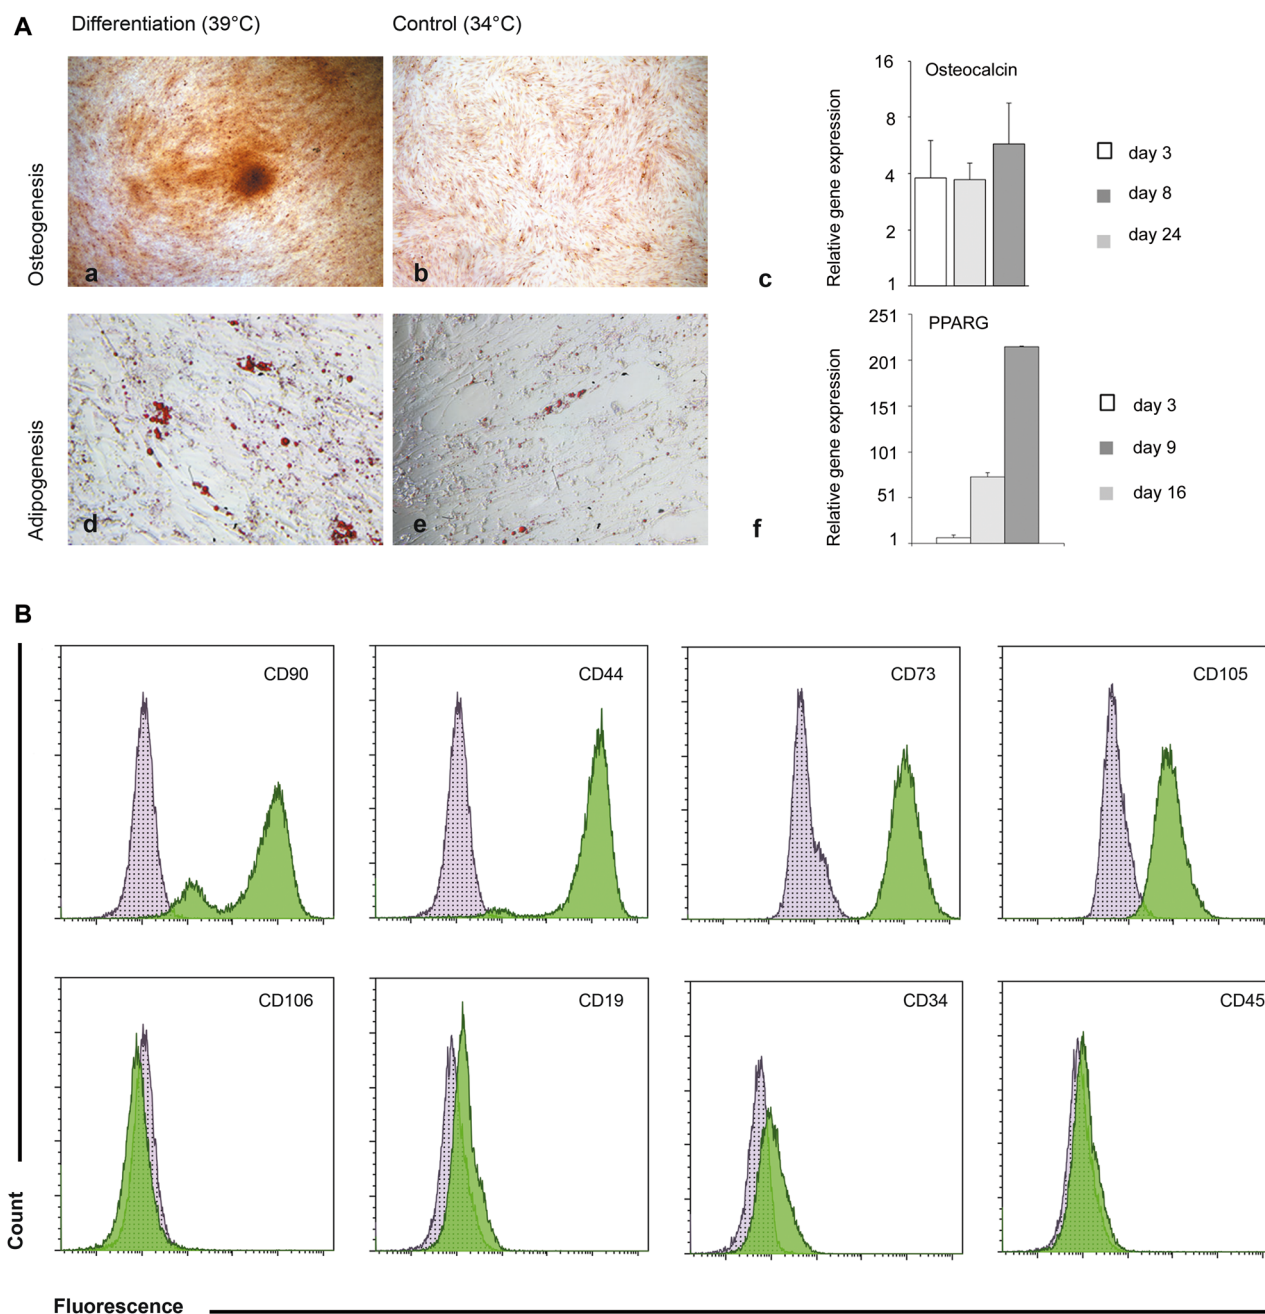 A
Differentiation (39°C)
Control (34°C)
Osteogenesis
a
b
c
Relative gene expression
16
8
4
2
1
Osteocalcin
day 3
day 8
day 24
Adipogenesis
d
e
f
Relative gene expression
251
201
151
101
51
1
PPARG
day 3
day 9
day 16
B
CD90
CD44
CD73
CD105
CD106
CD19
CD34
CD45
Count
Fluorescence